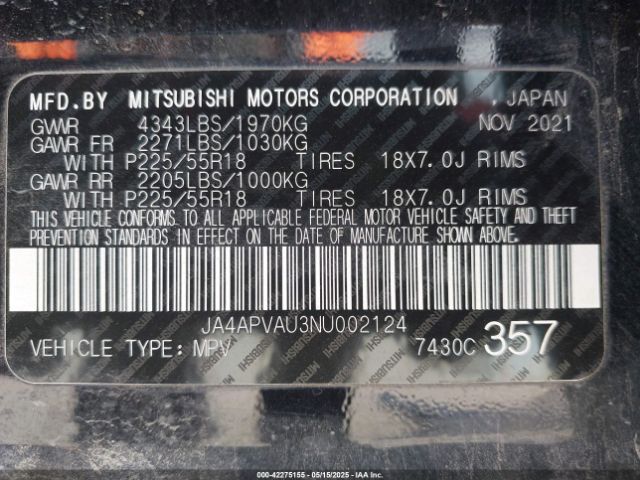 MFD.BY MITSUBISHI MOTORS CORPORATION , JAPAN
GVWR 4343LBS/1970KG NOV 2021
GAWR FR 2271LBS/1030KG
WITH P225/55R18 TIRES 18X7.0J RIMS
GAWR RR 2205LBS/1000KG
WITH P225/55R18 TIRES 18X7.0J RIMS
THIS VEHICLE CONFORMS TO ALL APPLICABLE FEDERAL MOTOR VEHICLE SAFETY AND THEFT
PREVENTION STANDARDS IN EFFECT ON THE DATE OF MANUFACTURE SHOWN ABOVE.
JA4APVAU3NU002124
VEHICLE TYPE: MPV 7430C 357
000-42275155 - 05/15/2025 - IAAI.CA